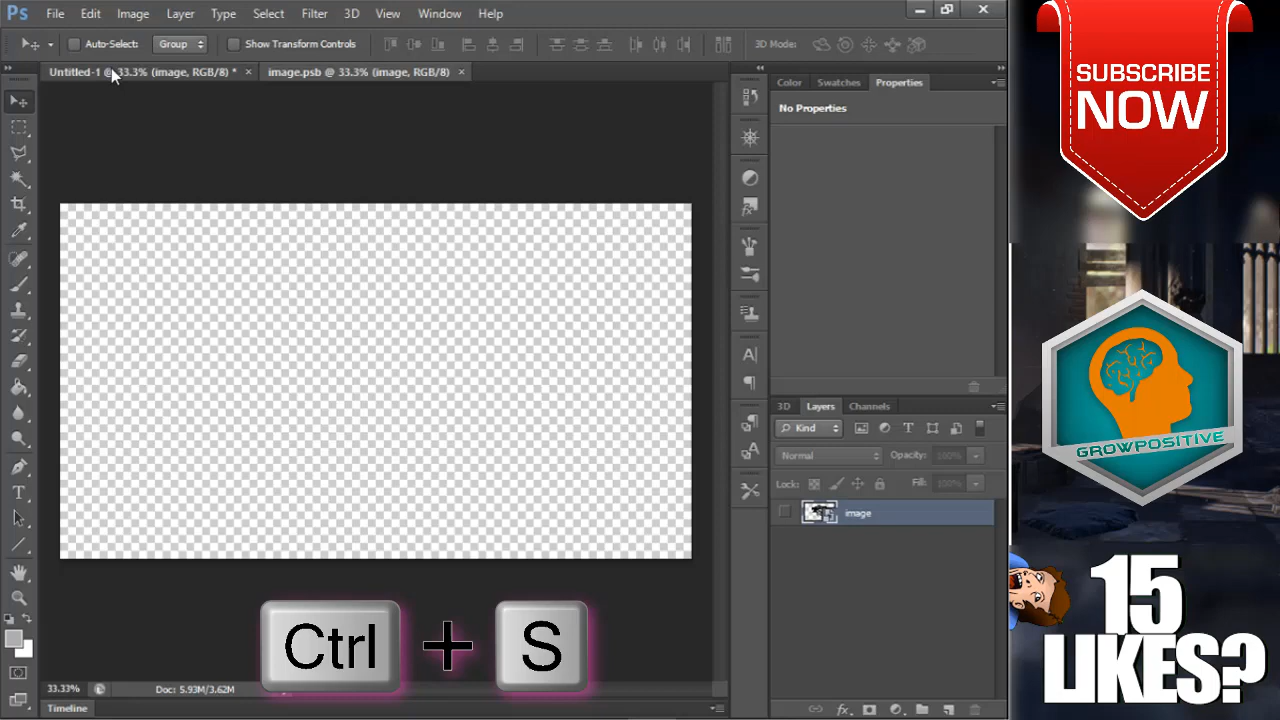 Ps File Edit Image Layer Type Select Filter 3D View Window Help
Auto-Select: Group Show Transform Controls 3D Mode:
Untitled-1 @ 33.3% (image, RGB/8) * × image.psb @ 33.3% (image, RGB/8) ×
Color Swatches Properties
No Properties
3D Layers Channels
Kind
Normal Opacity: 100%
Lock: Fill: 100%
image
Ctrl + S
33.33% Doc: 5.93M/3.62M
Timeline
SUBSCRIBE
NOW
GROWPOSITIVE
15
LIKES?